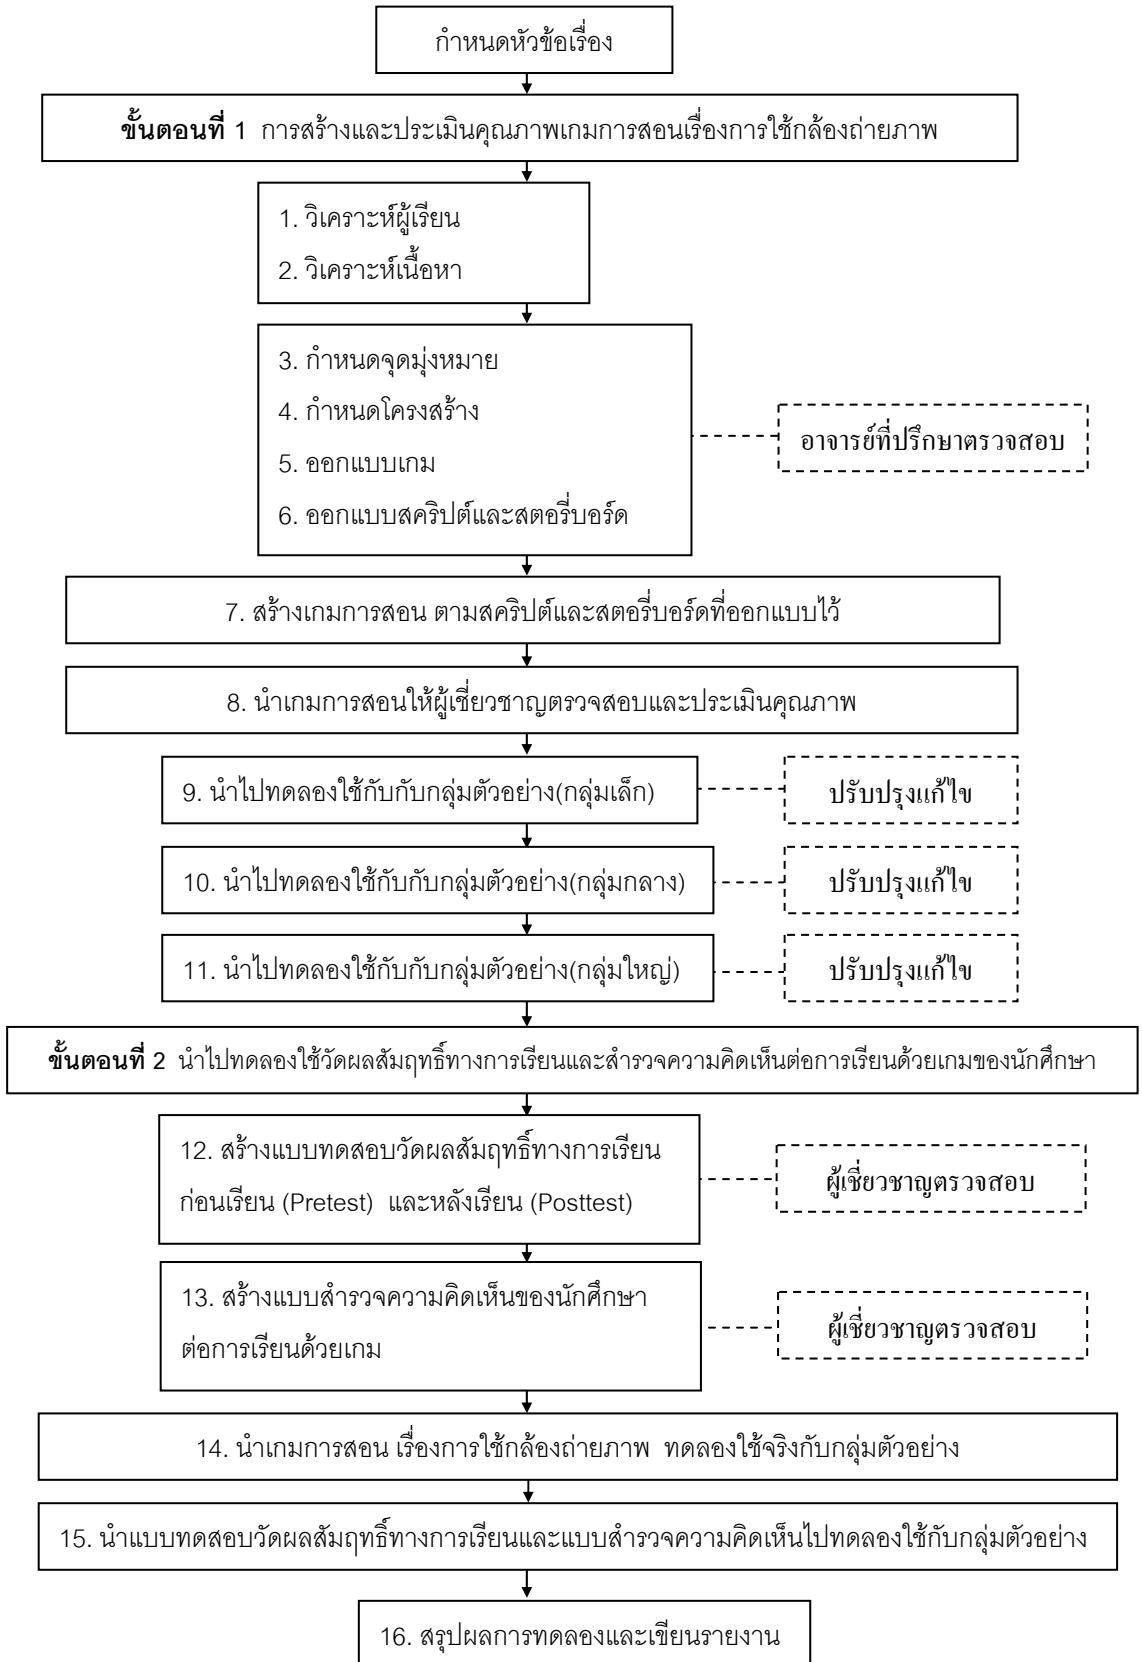 กำหนดหัวข้อเรื่อง
ขั้นตอนที่ 1 การสร้างและประเมินคุณภาพเกมการสอนเรื่องการใช้กล้องถ่ายภาพ
1. วิเคราะห์ผู้เรียน
2. วิเคราะห์เนื้อหา
3. กำหนดจุดมุ่งหมาย
4. กำหนดโครงสร้าง
5. ออกแบบเกม
6. ออกแบบสคริปต์และสตอรี่บอร์ด
อาจารย์ที่ปรึกษาตรวจสอบ
7. สร้างเกมการสอน ตามสคริปต์และสตอรี่บอร์ดที่ออกแบบไว้
8. นำเกมการสอนให้ผู้เชี่ยวชาญตรวจสอบและประเมินคุณภาพ
9. นำไปทดลองใช้กับกับกลุ่มตัวอย่าง(กลุ่มเล็ก)
ปรับปรุงแก้ไข
10. นำไปทดลองใช้กับกับกลุ่มตัวอย่าง(กลุ่มกลาง)
ปรับปรุงแก้ไข
11. นำไปทดลองใช้กับกับกลุ่มตัวอย่าง(กลุ่มใหญ่)
ปรับปรุงแก้ไข
ขั้นตอนที่ 2 นำไปทดลองใช้วัดผลสัมฤทธิ์ทางการเรียนและสำรวจความคิดเห็นต่อการเรียนด้วยเกมของนักศึกษา
12. สร้างแบบทดสอบวัดผลสัมฤทธิ์ทางการเรียน
ก่อนเรียน (Pretest) และหลังเรียน (Posttest)
ผู้เชี่ยวชาญตรวจสอบ
13. สร้างแบบสำรวจความคิดเห็นของนักศึกษา
ต่อการเรียนด้วยเกม
ผู้เชี่ยวชาญตรวจสอบ
14. นำเกมการสอน เรื่องการใช้กล้องถ่ายภาพ ทดลองใช้จริงกับกลุ่มตัวอย่าง
15. นำแบบทดสอบวัดผลสัมฤทธิ์ทางการเรียนและแบบสำรวจความคิดเห็นไปทดลองใช้กับกลุ่มตัวอย่าง
16. สรุปผลการทดลองและเขียนรายงาน